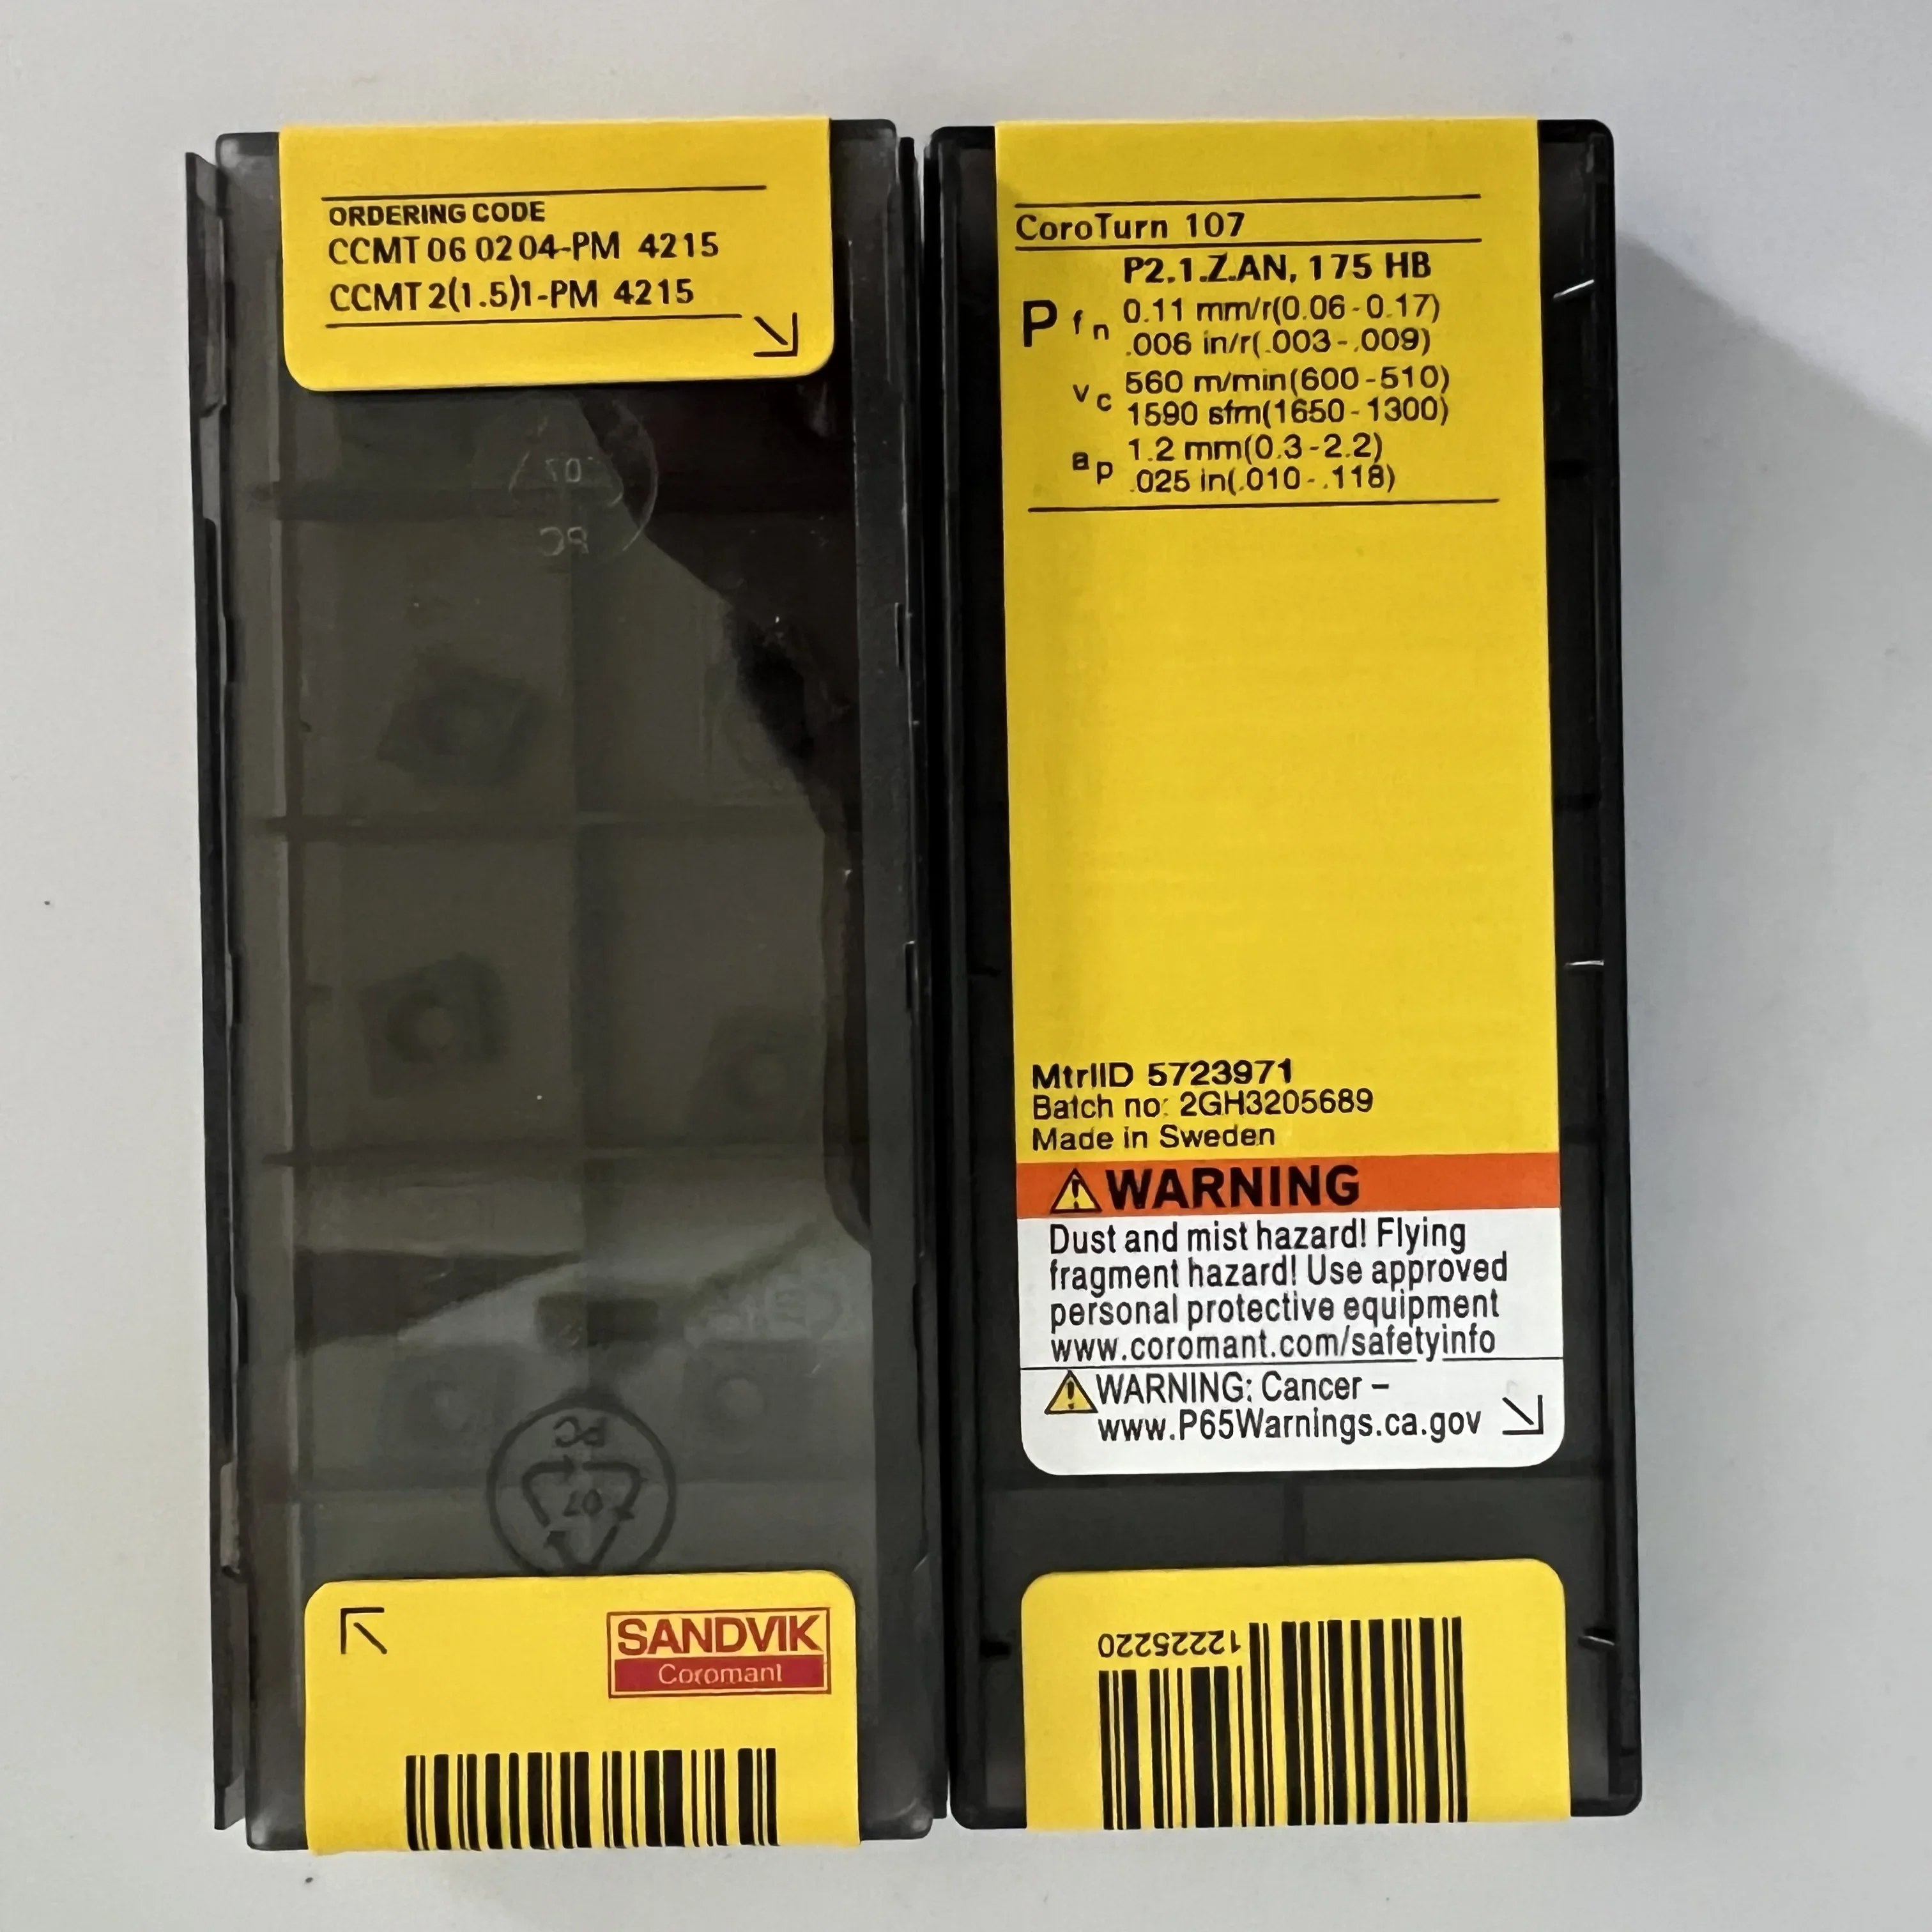 ORDERING CODE
CCMT 06 02 04-PM 4215
CCMT 2(1.5)1-PM 4215
07
PC
PC
07
SANDVIK
Coromant
CoroTurn 107
P2.1.Z.AN, 175 HB
P fn 0.11 mm/r(0.06-0.17)
.006 in/r(.003-.009)
vc 560 m/min(600-510)
1590 sfm(1650-1300)
ap 1.2 mm(0.3-2.2)
.025 in(.010-.118)
MtrlID 5723971
Batch no: 2GH3205689
Made in Sweden
WARNING
Dust and mist hazard! Flying
fragment hazard! Use approved
personal protective equipment
www.coromant.com/safetyinfo
WARNING: Cancer –
www.P65Warnings.ca.gov
12225220